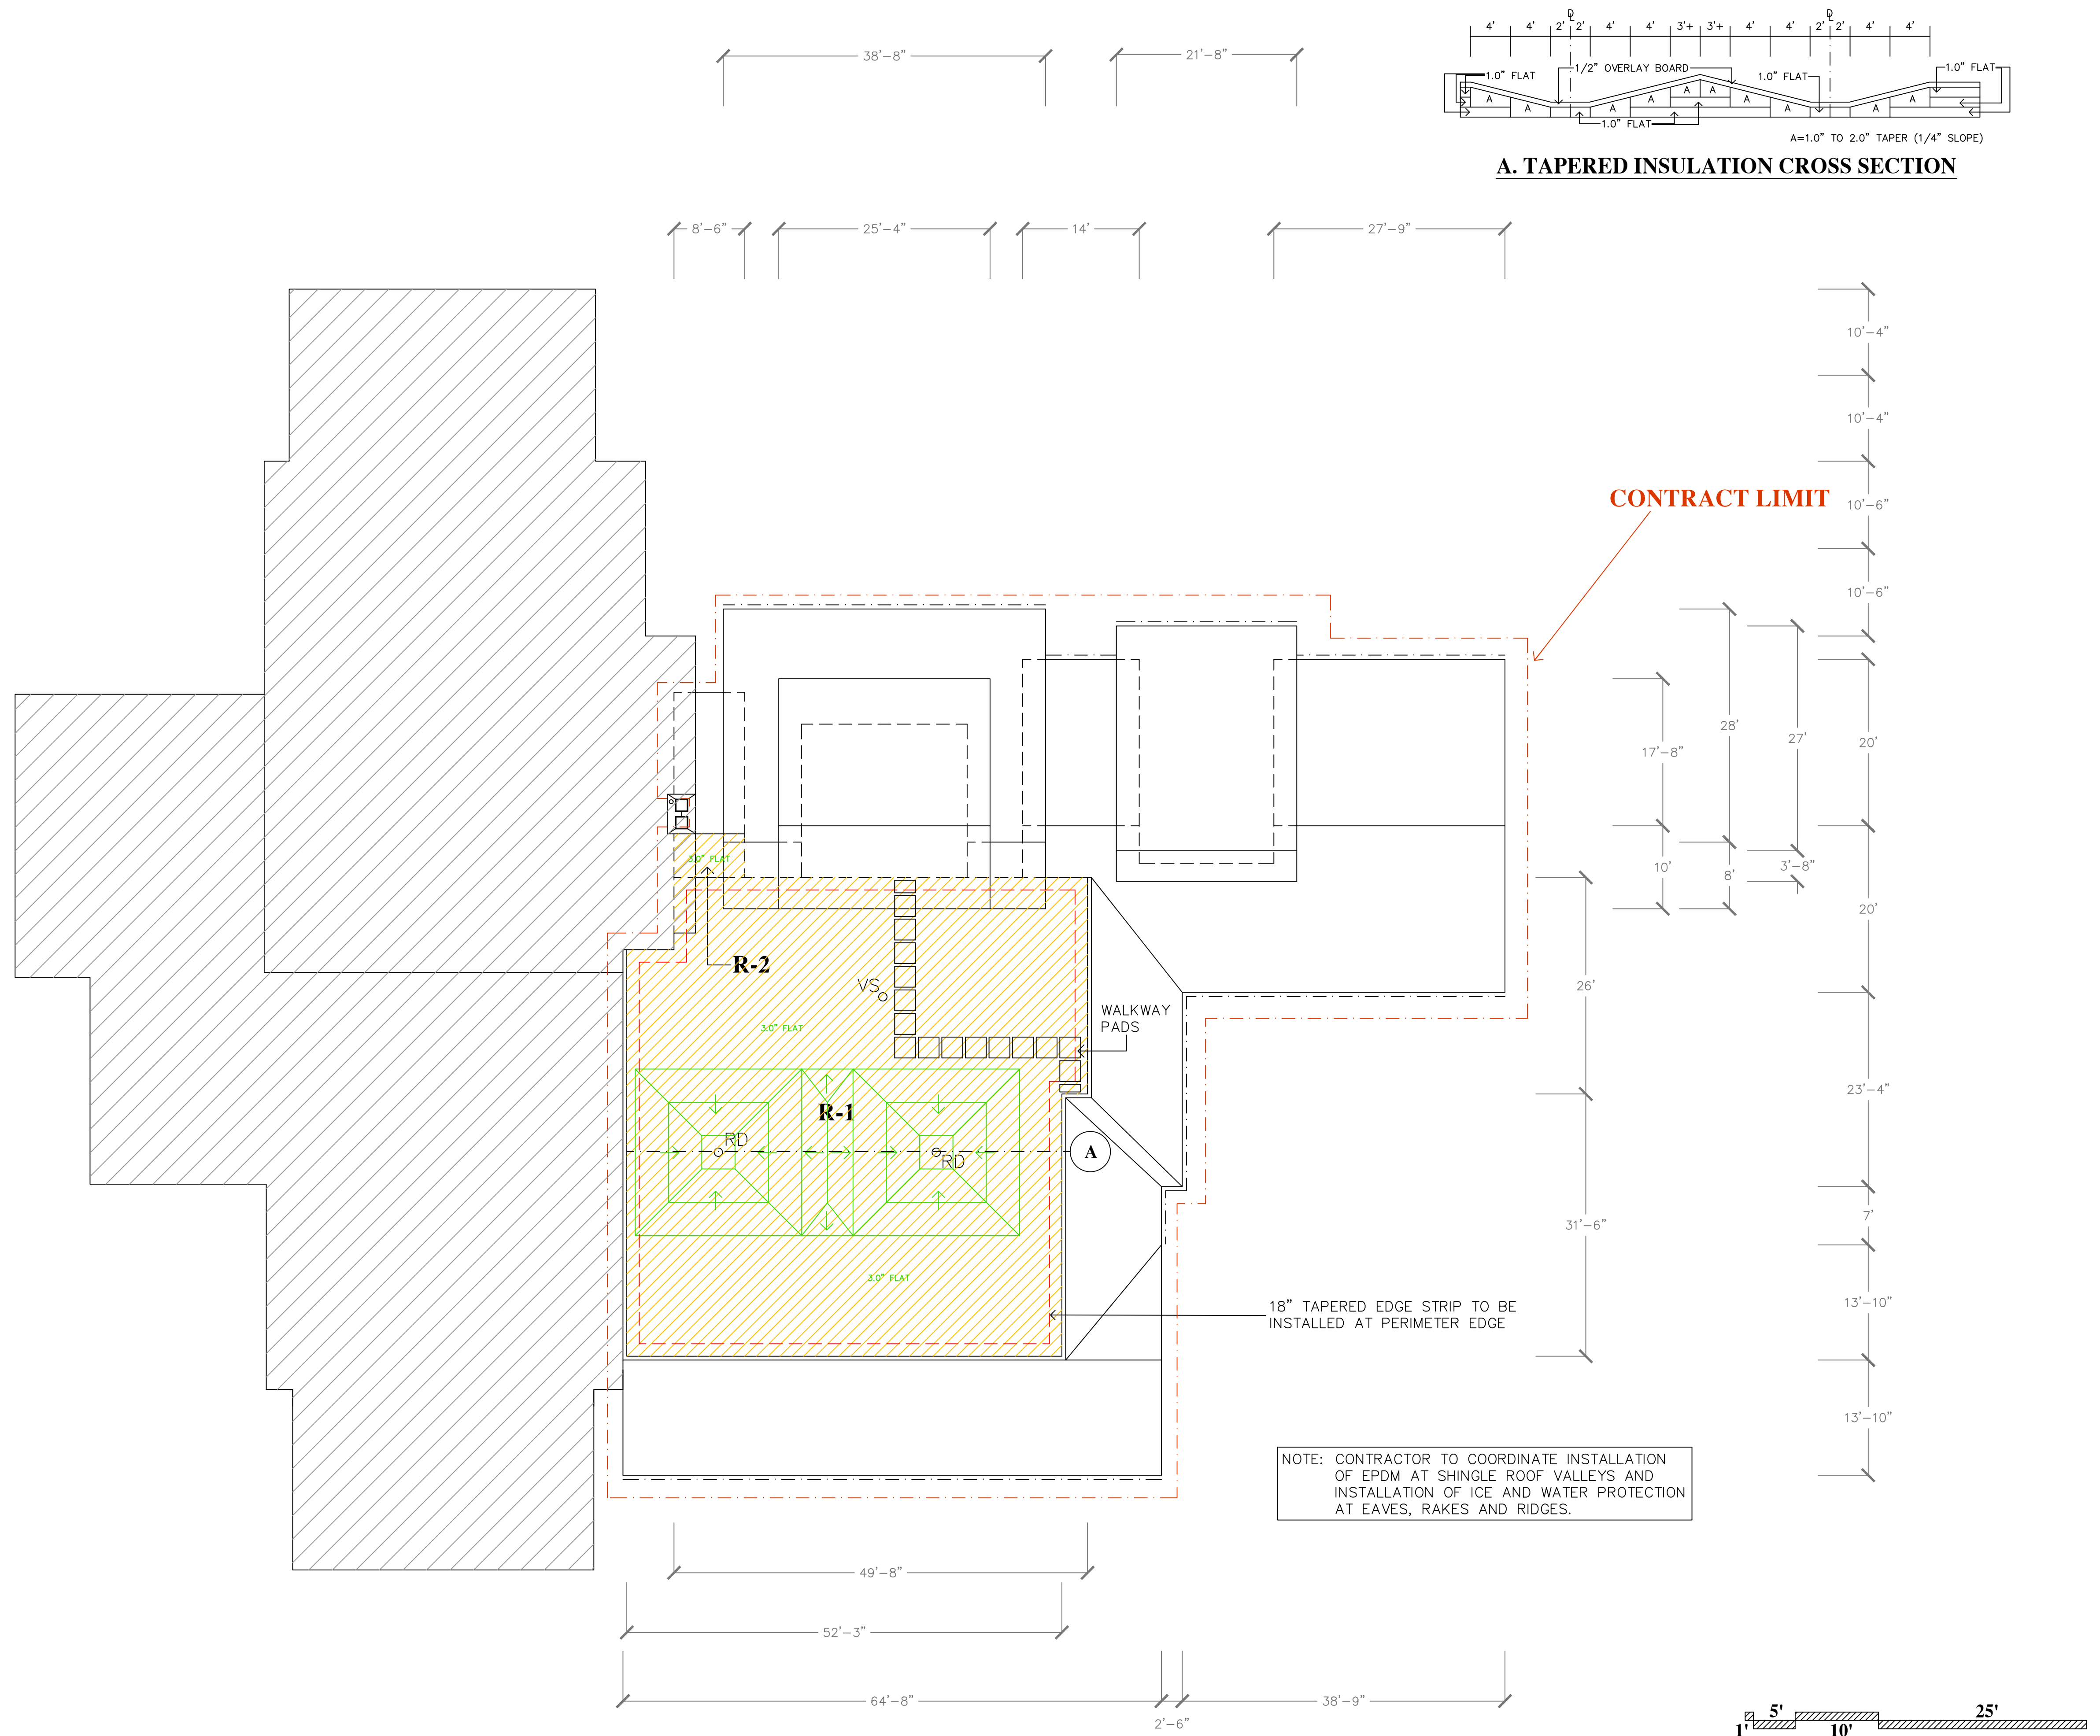 4' 4' 2' 2' 4' 4' 3'+ 3'+ 4' 4' 2' 2' 4' 4'
38'-8" 21'-8"
1.0" FLAT 1/2" OVERLAY BOARD 1.0" FLAT 1.0" FLAT
A A A A A A A A A A
1.0" FLAT
A=1.0" TO 2.0" TAPER (1/4" SLOPE)
A. TAPERED INSULATION CROSS SECTION
8'-6" 25'-4" 14' 27'-9"
10'-4"
10'-4"
CONTRACT LIMIT
10'-6"
10'-6"
28'
27'
20'
17'-8"
3.0" FLAT
10'
3'-8"
8'
20'
R-2
VS
26'
WALKWAY
PADS
3.0" FLAT
23'-4"
R-1
RD
RD
A
7'
31'-6"
3.0" FLAT
13'-10"
18" TAPERED EDGE STRIP TO BE
INSTALLED AT PERIMETER EDGE
13'-10"
NOTE: CONTRACTOR TO COORDINATE INSTALLATION
OF EPDM AT SHINGLE ROOF VALLEYS AND
INSTALLATION OF ICE AND WATER PROTECTION
AT EAVES, RAKES AND RIDGES.
49'-8"
52'-3"
64'-8" 38'-9"
2'-6"
5' 25'
1' 10'